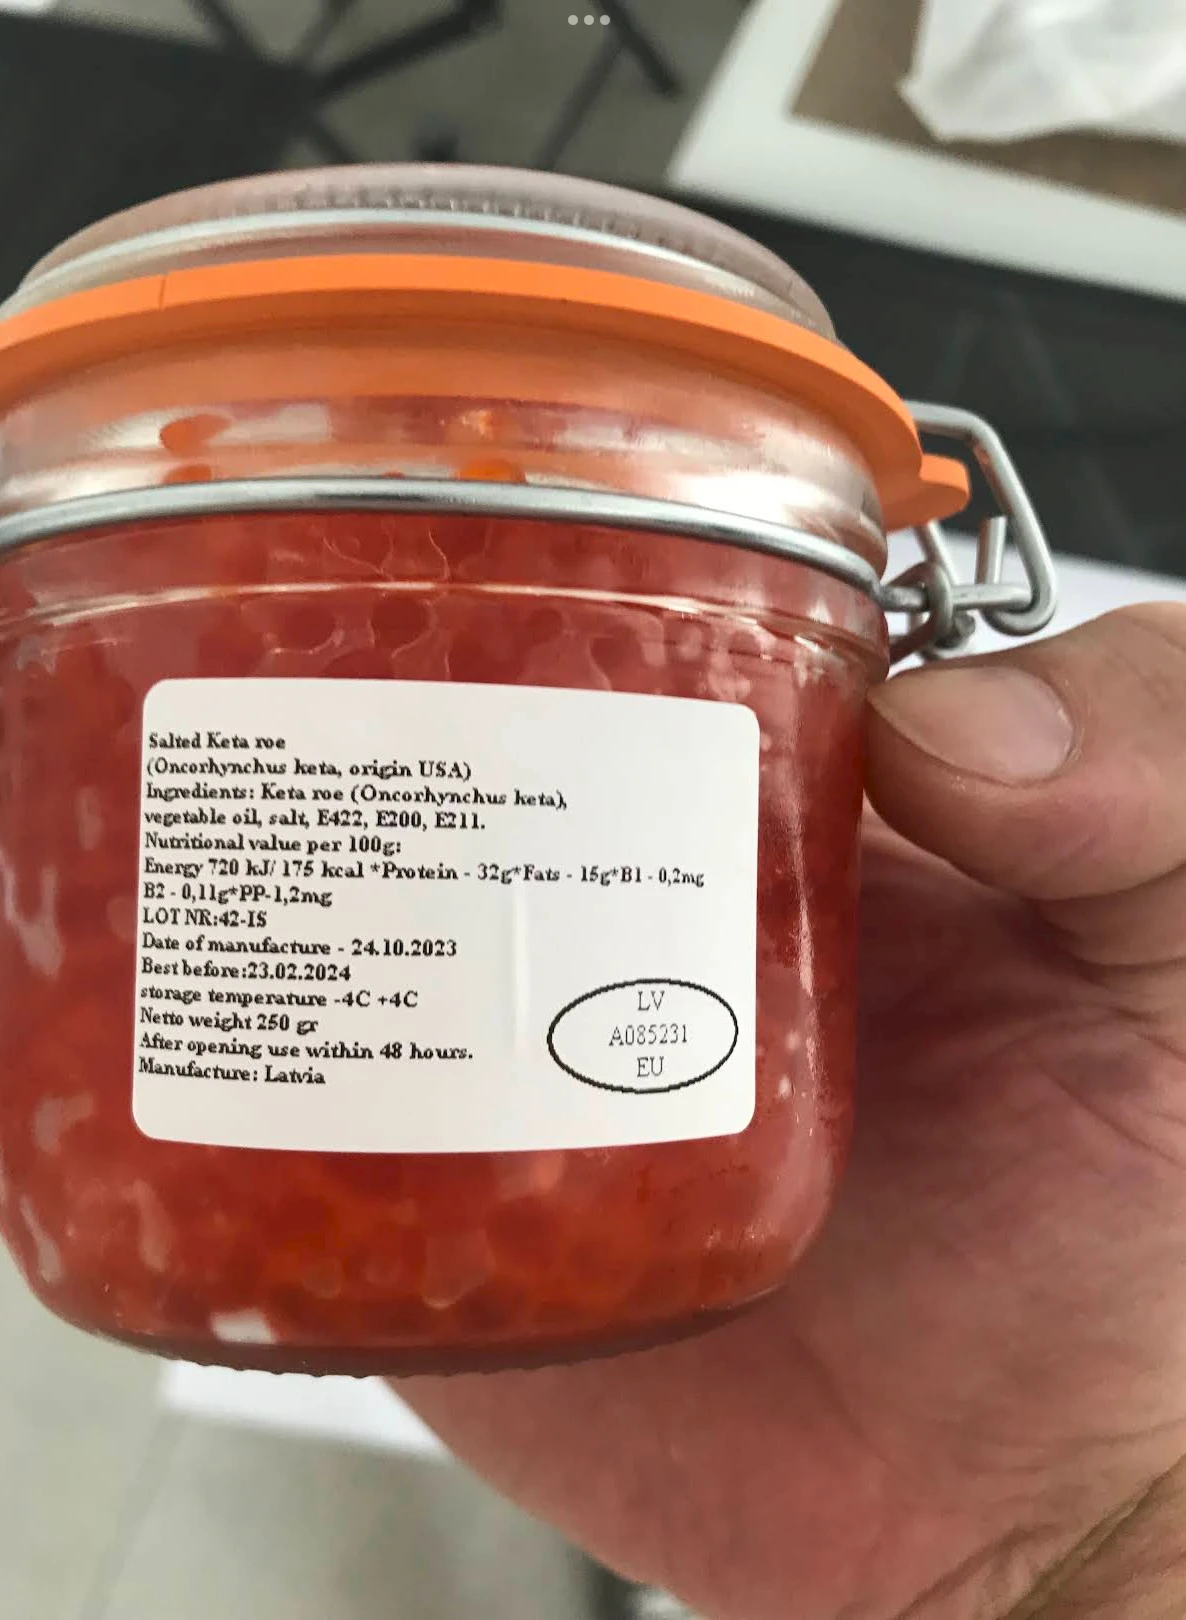 Salted Keta roe
(Oncorhynchus keta, origin USA)
Ingredients: Keta roe (Oncorhynchus keta),
vegetable oil, salt, E422, E200, E211.
Nutritional value per 100g:
Energy 720 kJ/ 175 kcal *Protein - 32g*Fats - 15g*B1 - 0,2mg
B2 - 0,11g*PP-1,2mg
LOT NR:42-IS
Date of manufacture - 24.10.2023
Best before:23.02.2024
storage temperature -4C +4C
Netto weight 250 gr
After opening use within 48 hours.
Manufacture: Latvia
LV
A085231
EU